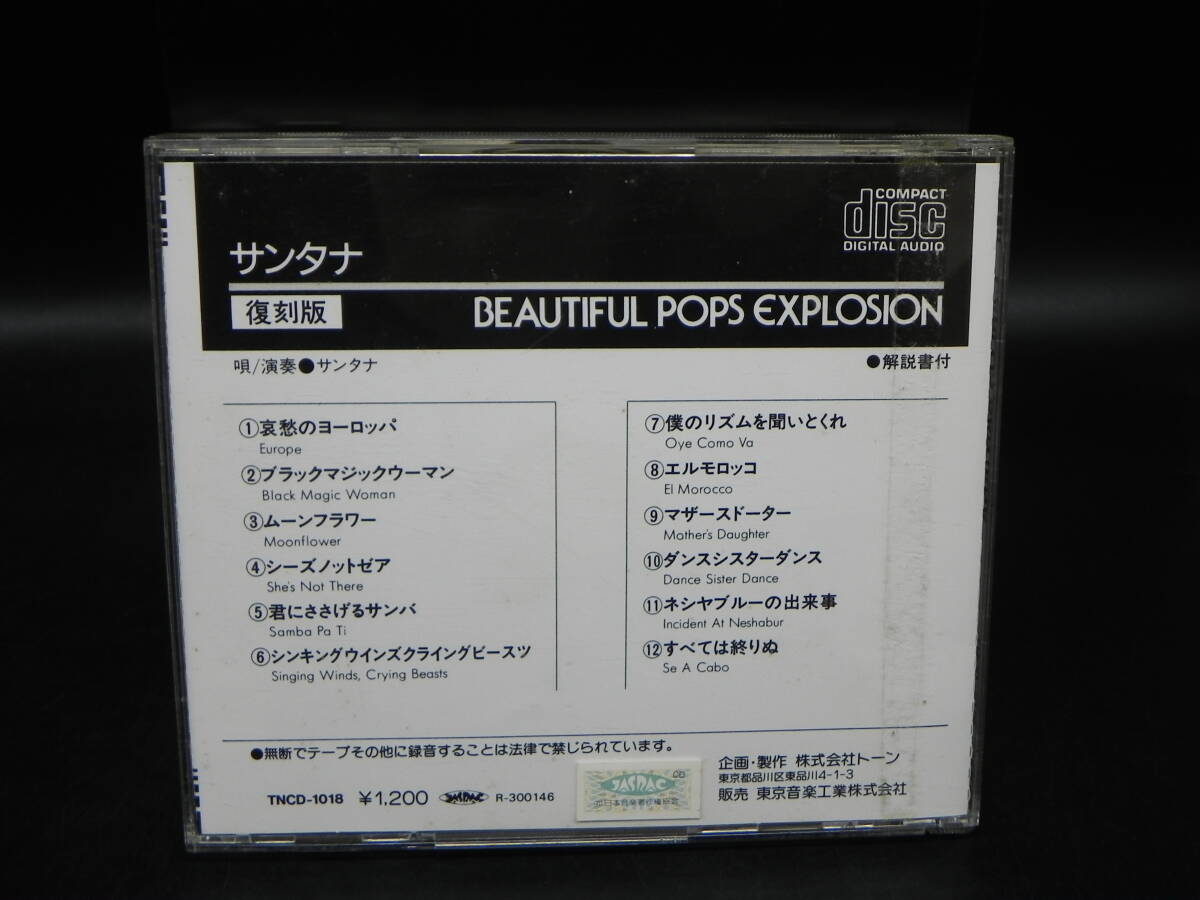 COMPACT
disc
DIGITAL AUDIO
サンタナ
復刻版
BEAUTIFUL POPS EXPLOSION
唄/演奏●サンタナ
●解説書付
①哀愁のヨーロッパ
Europe
②ブラックマジックウーマン
Black Magic Woman
③ムーンフラワー
Moonflower
④シーズノットゼア
She's Not There
⑤君にささげるサンバ
Samba Pa Ti
⑥シンキングウインズクライングビースツ
Singing Winds, Crying Beasts
⑦僕のリズムを聞いとくれ
Oye Como Va
⑧エルモロッコ
El Morocco
⑨マザースドーター
Mother's Daughter
⑩ダンスシスターダンス
Dance Sister Dance
⑪ネシヤブルーの出来事
Incident At Neshabur
⑫すべては終りぬ
Se A Cabo
●無断でテープその他に録音することは法律で禁じられています。
TNCD-1018 ¥1,200 JASRAC R-300146
CD
JASRAC
日本音楽著作権協会
企画・製作 株式会社トーン
東京都品川区東品川4-1-3
販売 東京音楽工業株式会社